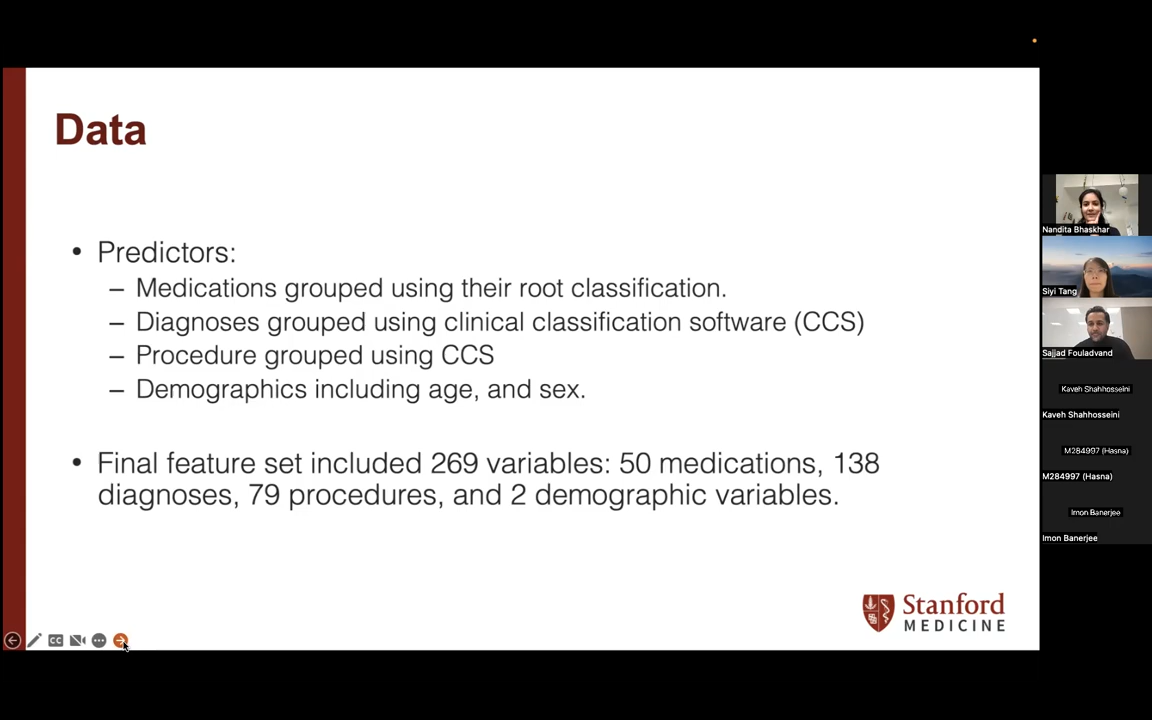 Data
• Predictors:
– Medications grouped using their root classification.
– Diagnoses grouped using clinical classification software (CCS)
– Procedure grouped using CCS
– Demographics including age, and sex.
• Final feature set included 269 variables: 50 medications, 138
diagnoses, 79 procedures, and 2 demographic variables.
Stanford
MEDICINE
CC
Nandita Bhaskhar
Siyi Tang
Sajjad Fouladvand
Kaveh Shahhosseini
Kaveh Shahhosseini
M284997 (Hasna)
M284997 (Hasna)
Imon Banerjee
Imon Banerjee